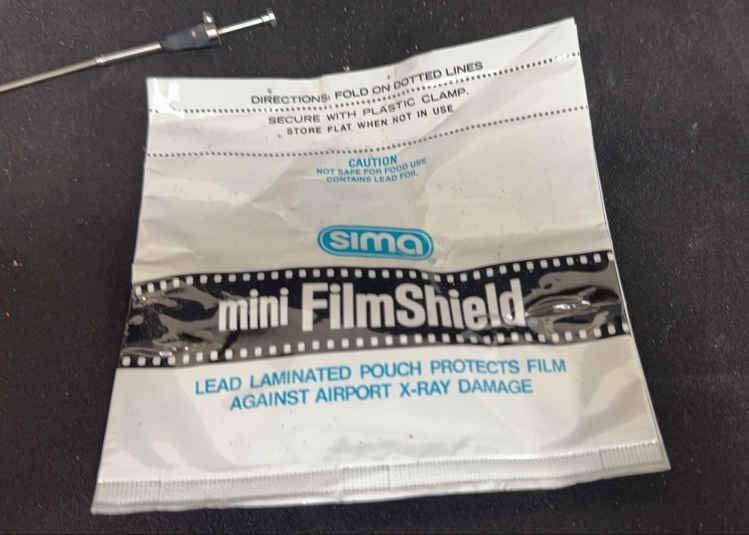 DIRECTIONS: FOLD ON DOTTED LINES
SECURE WITH PLASTIC CLAMP.
STORE FLAT WHEN NOT IN USE
CAUTION
NOT SAFE FOR FOOD USE
CONTAINS LEAD FOIL
sima
mini FilmShield
LEAD LAMINATED POUCH PROTECTS FILM
AGAINST AIRPORT X-RAY DAMAGE